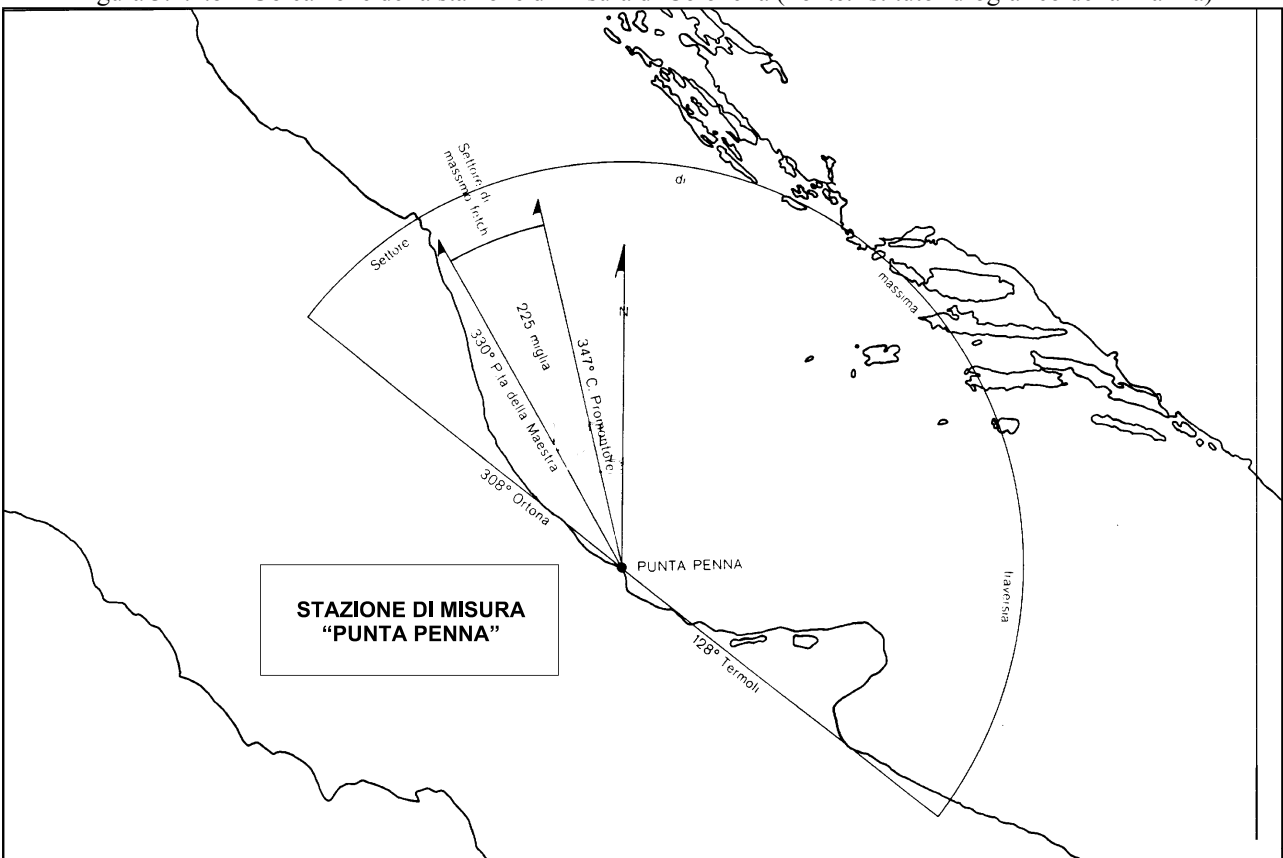 Settore di
massimo fetch
Settore
di
massima
traversia
N
225 miglia
330° P.ta della Maestra
347° C. Promontore
308° Ortona
PUNTA PENNA
128° Termoli
STAZIONE DI MISURA
“PUNTA PENNA”